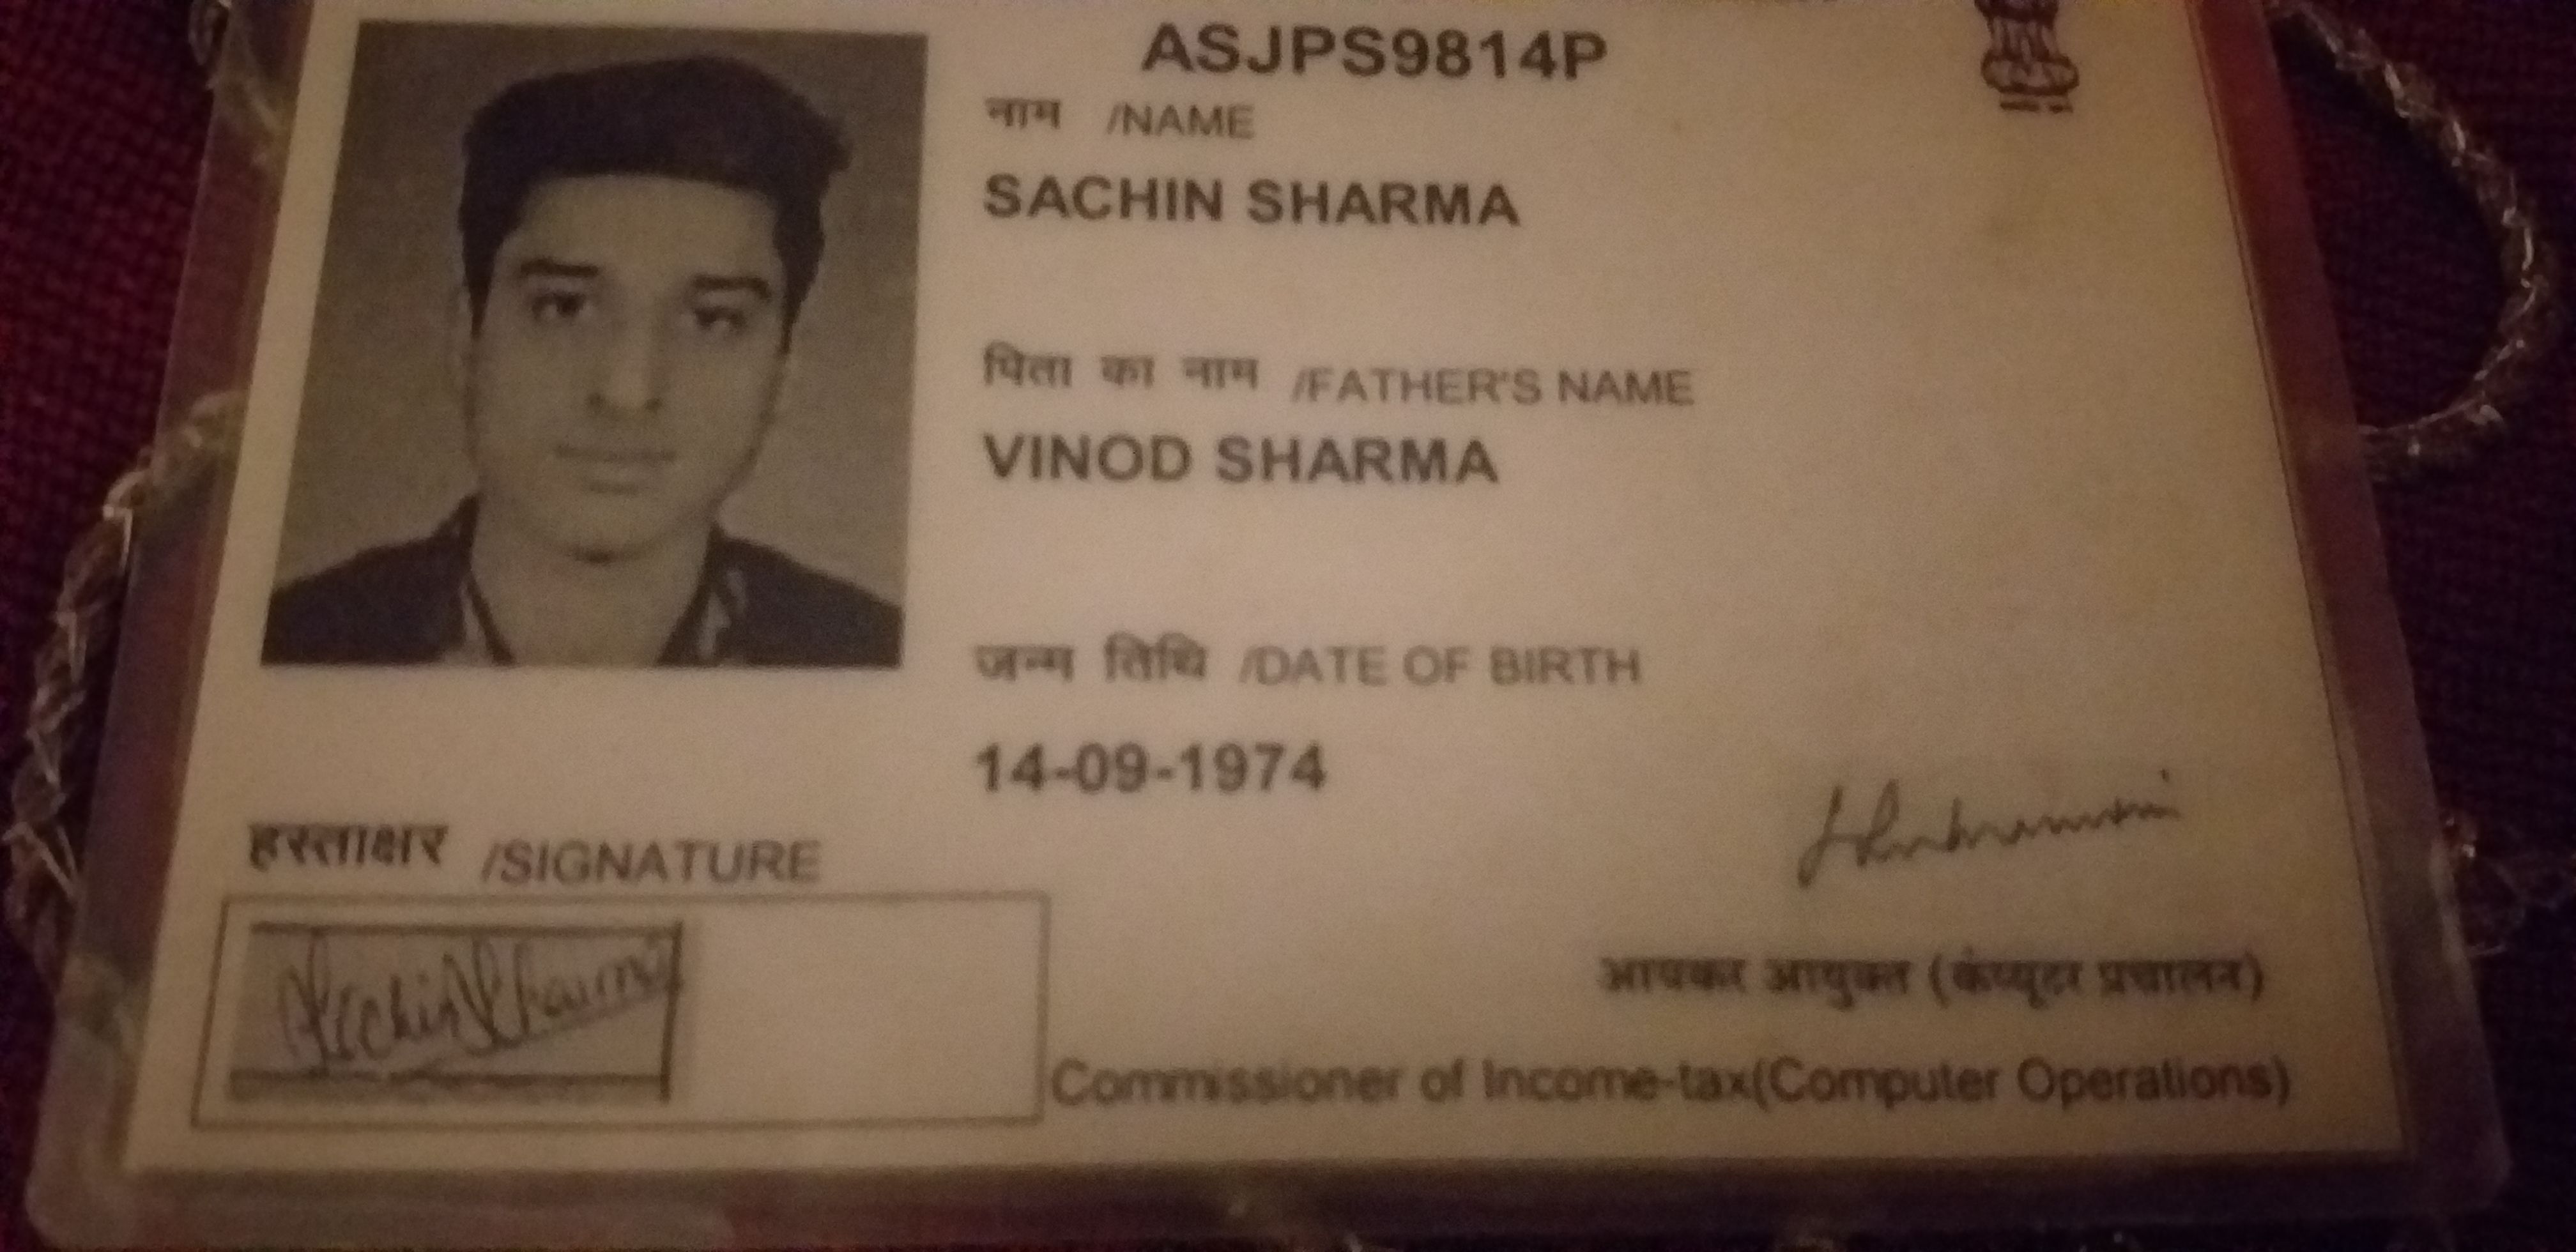 ASJPS9814P
नाम /NAME
SACHIN SHARMA
पिता का नाम /FATHER'S NAME
VINOD SHARMA
जन्म तिथि /DATE OF BIRTH
14-09-1974
हस्ताक्षर /SIGNATURE
Sachin Sharma
आयकर आयुक्त (कंप्यूटर प्रचालन)
Commissioner of Income-tax(Computer Operations)